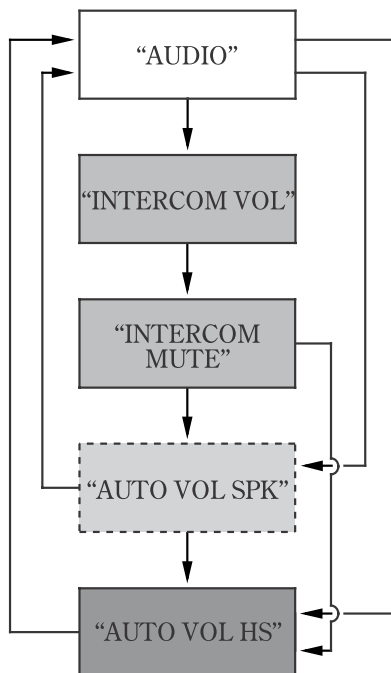 “AUDIO”
“INTERCOM VOL”
“INTERCOM
MUTE”
“AUTO VOL SPK”
“AUTO VOL HS”